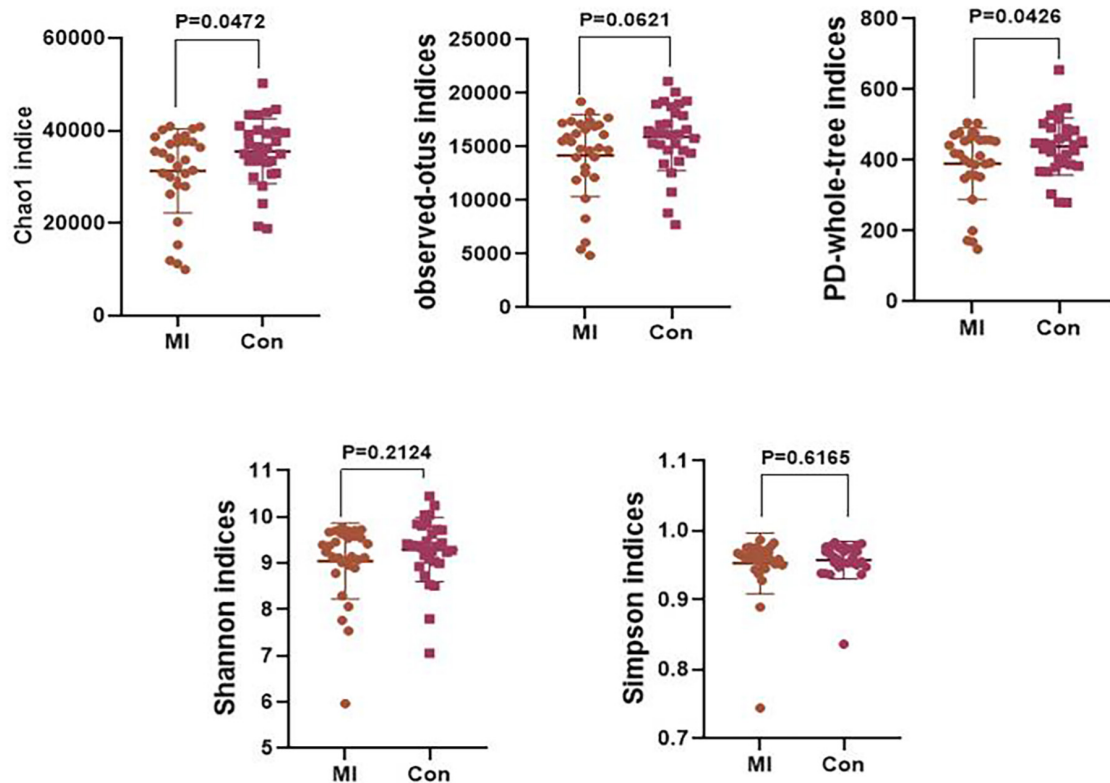 P=0.0472
Chao1 indice
60000
40000
20000
0
MI Con
P=0.0621
observed-otus indices
25000
20000
15000
10000
5000
0
MI Con
P=0.0426
PD-whole-tree indices
800
600
400
200
0
MI Con
P=0.2124
Shannon indices
11
10
9
8
7
6
5
MI Con
P=0.6165
Simpson indices
1.1
1.0
0.9
0.8
0.7
MI Con